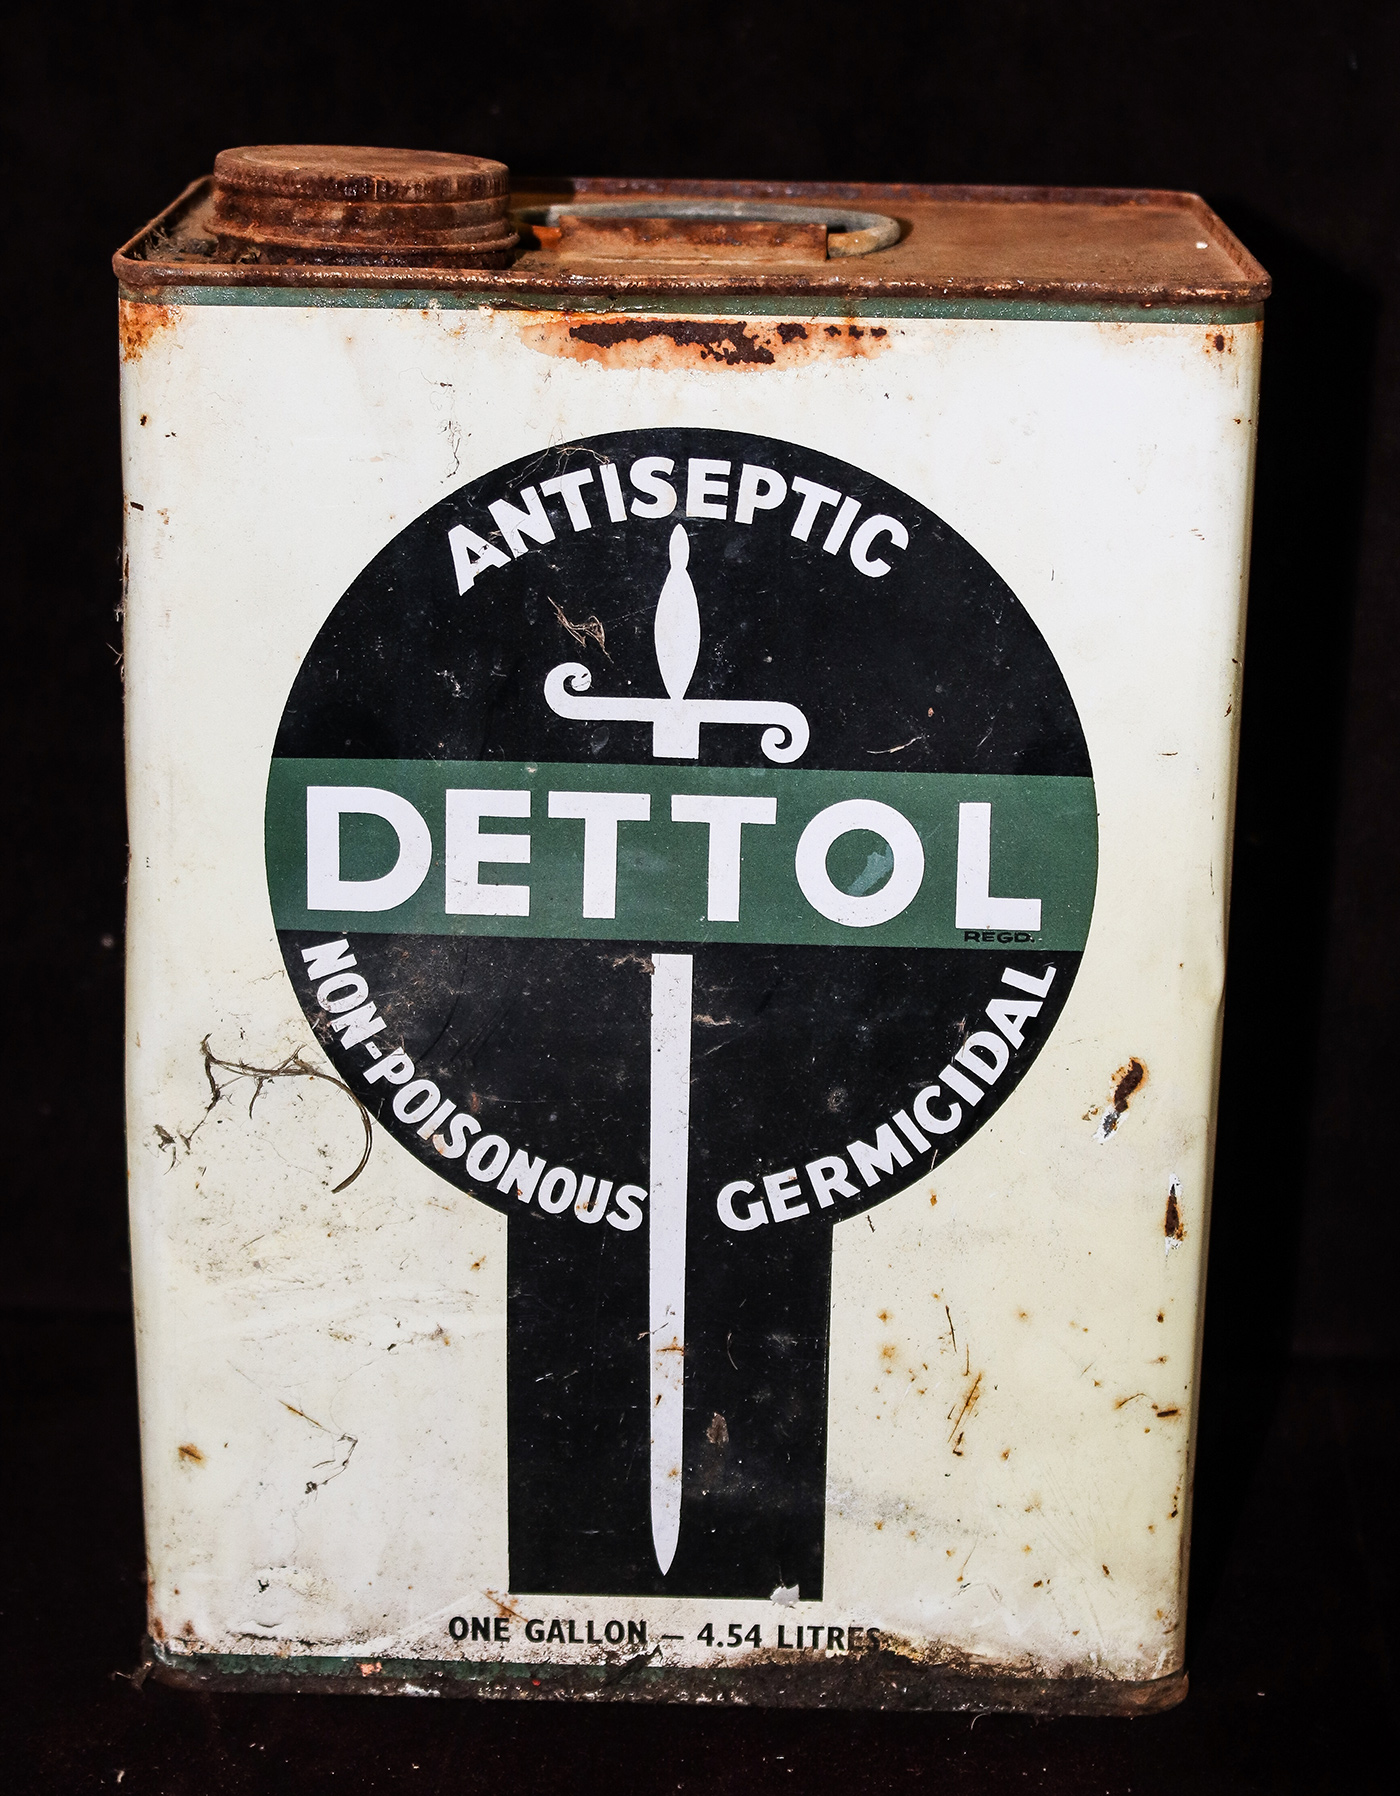 ANTISEPTIC
DETTOL
REGD.
NON-POISONOUS
GERMICIDAL
ONE GALLON — 4.54 LITRES